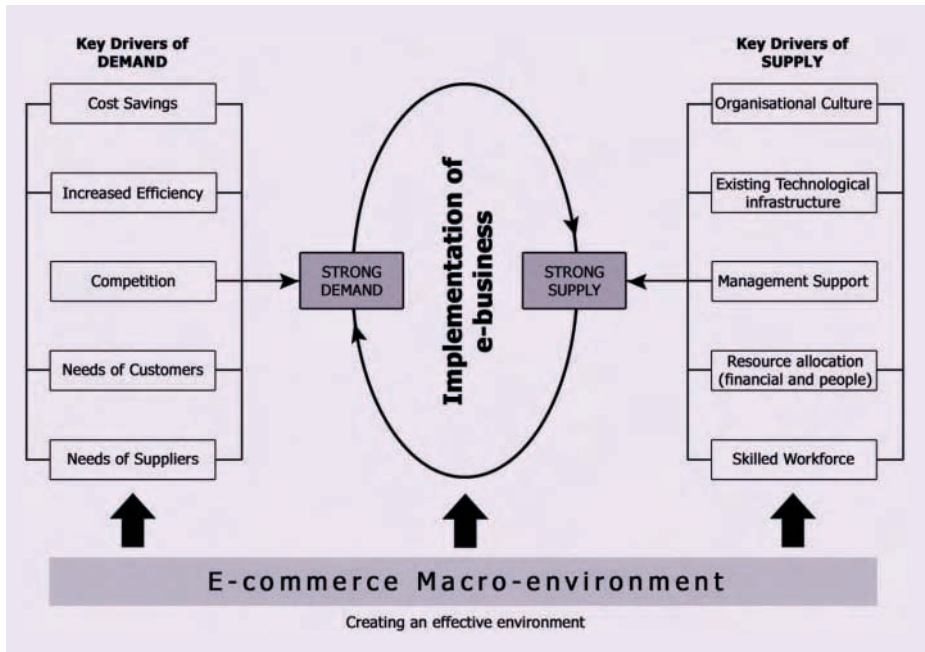 Key Drivers of
DEMAND
Cost Savings
Increased Efficiency
Competition
Needs of Customers
Needs of Suppliers
STRONG
DEMAND
Implementation of
e-business
STRONG
SUPPLY
Key Drivers of
SUPPLY
Organisational Culture
Existing Technological
infrastructure
Management Support
Resource allocation
(financial and people)
Skilled Workforce
E-commerce Macro-environment
Creating an effective environment